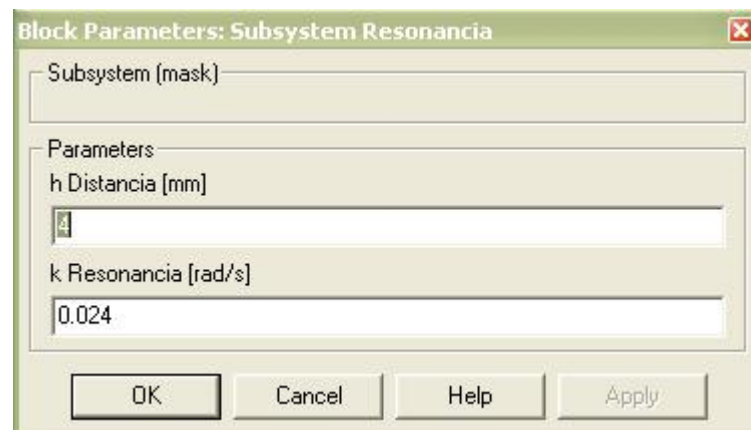 Block Parameters: Subsystem Resonancia
Subsystem (mask)
Parameters
h Distancia [mm]
4
k Resonancia [rad/s]
0.024
OK Cancel Help Apply